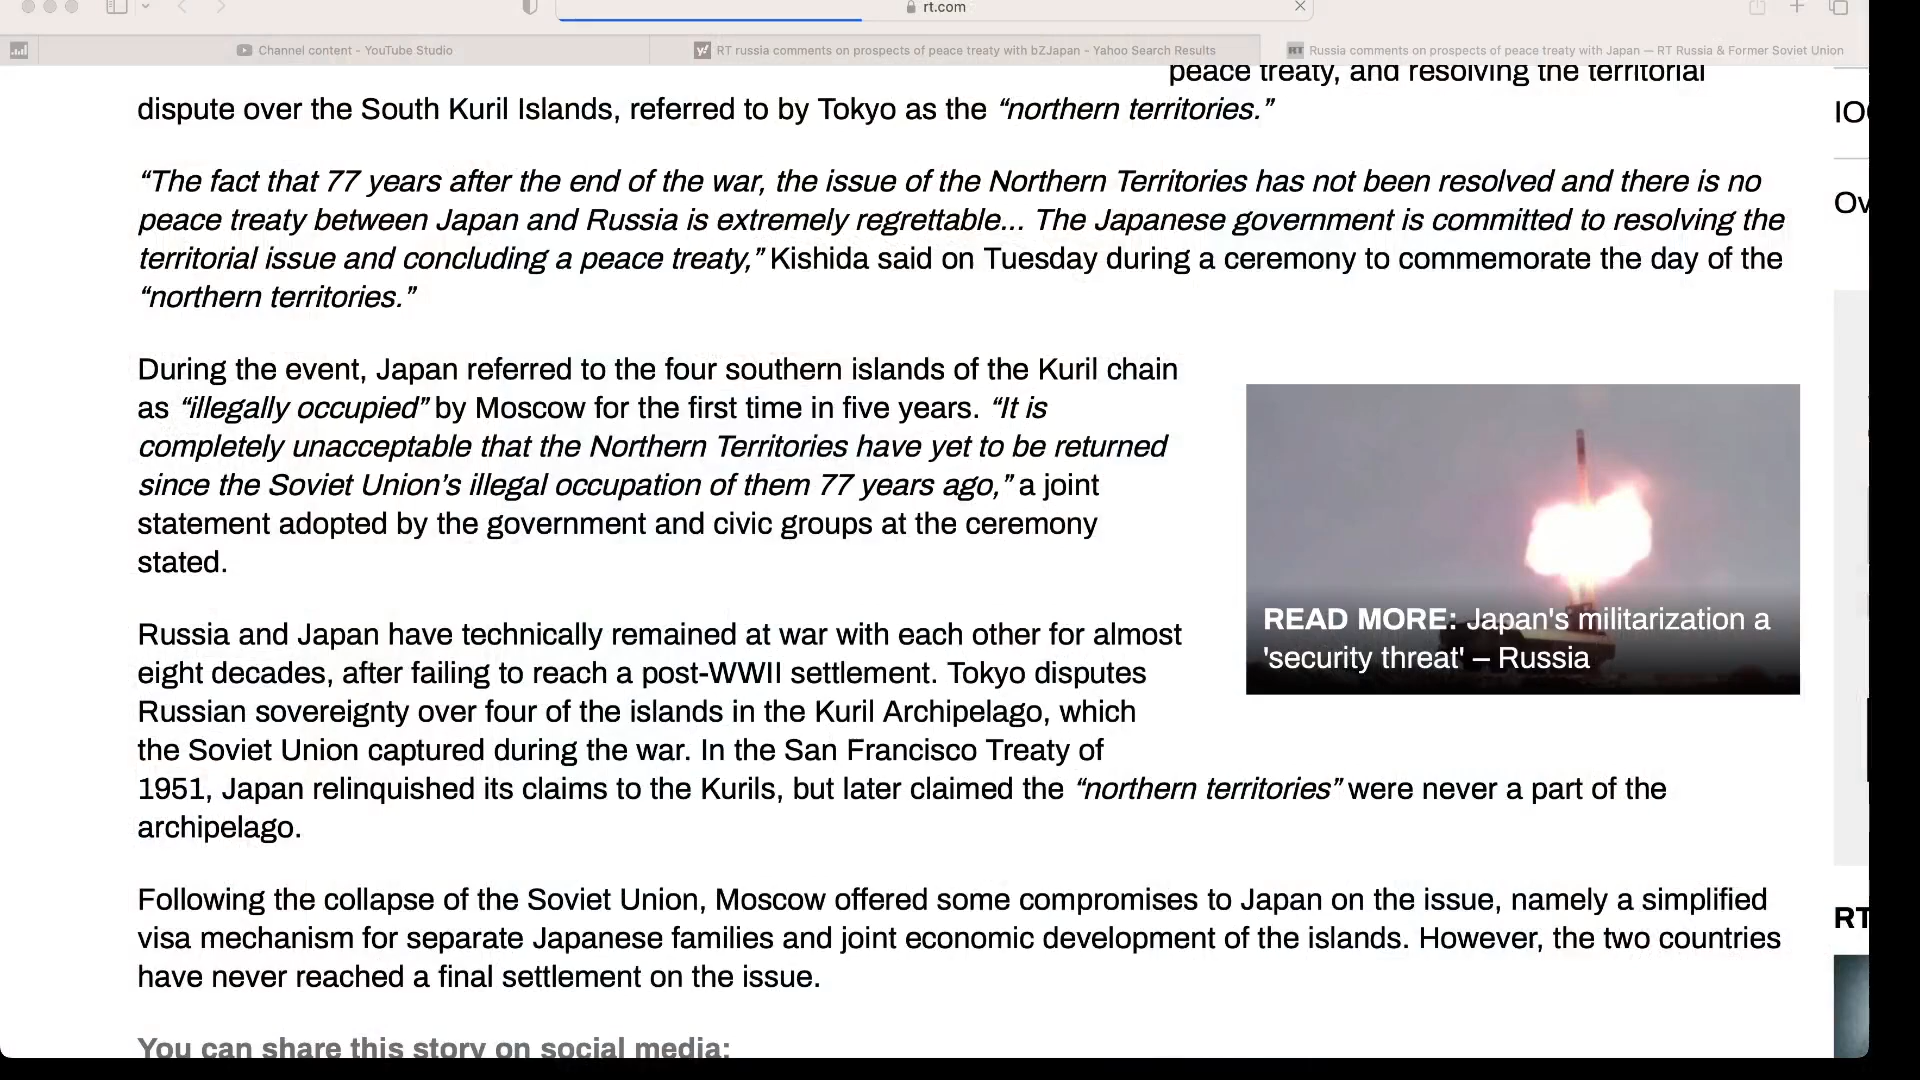 rt.com
Channel content - YouTube Studio
RT russia comments on prospects of peace treaty with bZJapan - Yahoo Search Results
Russia comments on prospects of peace treaty with Japan — RT Russia & Former Soviet Union
peace treaty, and resolving the territorial
dispute over the South Kuril Islands, referred to by Tokyo as the “northern territories.”
“The fact that 77 years after the end of the war, the issue of the Northern Territories has not been resolved and there is no
peace treaty between Japan and Russia is extremely regrettable... The Japanese government is committed to resolving the
territorial issue and concluding a peace treaty,” Kishida said on Tuesday during a ceremony to commemorate the day of the
“northern territories.”
During the event, Japan referred to the four southern islands of the Kuril chain
as “illegally occupied” by Moscow for the first time in five years. “It is
completely unacceptable that the Northern Territories have yet to be returned
since the Soviet Union’s illegal occupation of them 77 years ago,” a joint
statement adopted by the government and civic groups at the ceremony
stated.
READ MORE: Japan's militarization a
'security threat' – Russia
Russia and Japan have technically remained at war with each other for almost
eight decades, after failing to reach a post-WWII settlement. Tokyo disputes
Russian sovereignty over four of the islands in the Kuril Archipelago, which
the Soviet Union captured during the war. In the San Francisco Treaty of
1951, Japan relinquished its claims to the Kurils, but later claimed the “northern territories” were never a part of the
archipelago.
Following the collapse of the Soviet Union, Moscow offered some compromises to Japan on the issue, namely a simplified
visa mechanism for separate Japanese families and joint economic development of the islands. However, the two countries
have never reached a final settlement on the issue.
You can share this story on social media:
RT